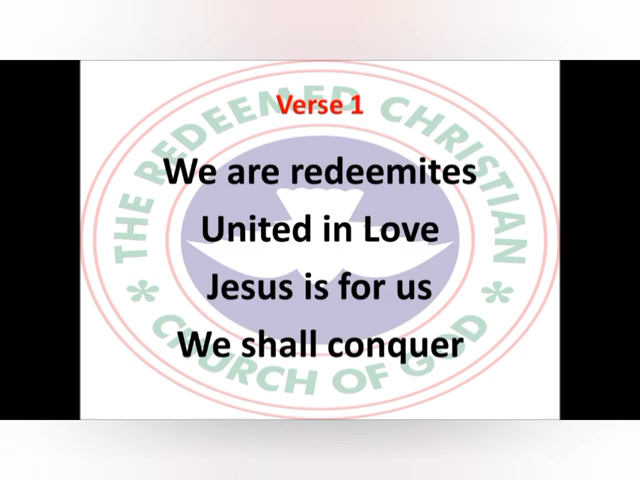 Verse 1
We are redeemites
United in Love
Jesus is for us
We shall conquer
THE REDEEMED CHRISTIAN
* CHURCH OF GOD *